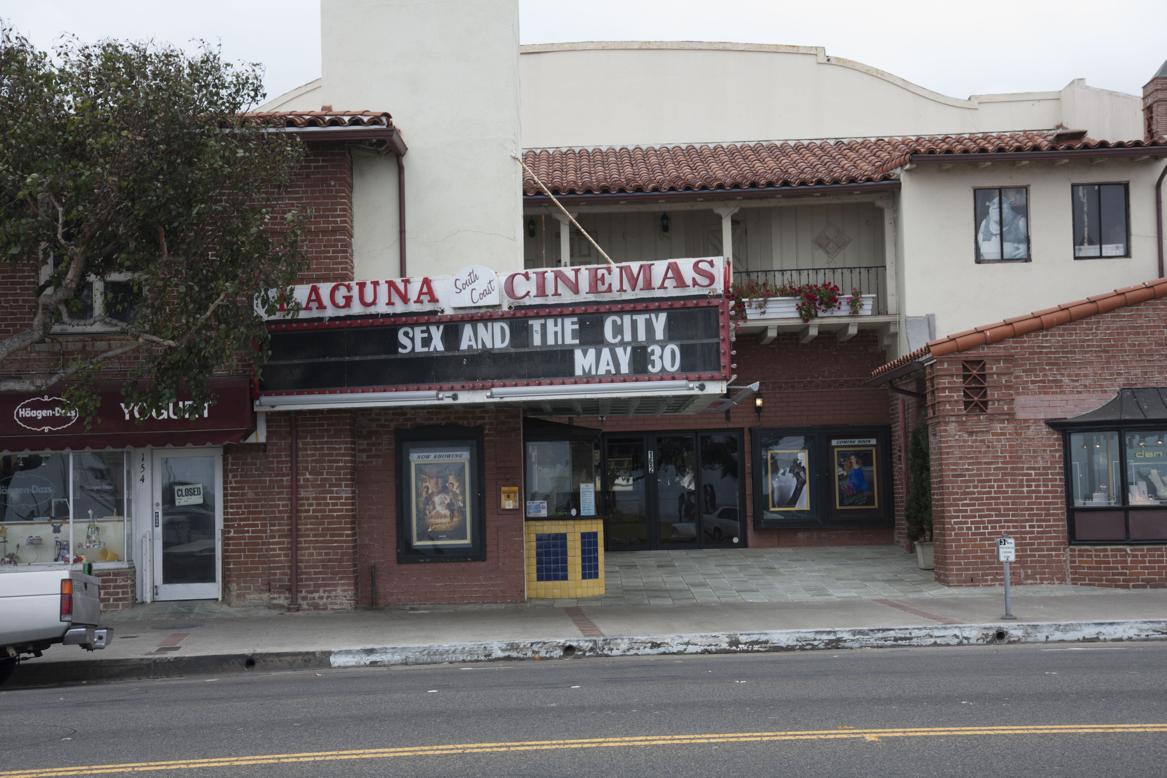 LAGUNA
South
Coast
CINEMAS
SEX AND THE CITY
MAY 30
Häagen-Dazs
YOGURT
NOW SHOWING
COMING SOON
CLOSED
154
162